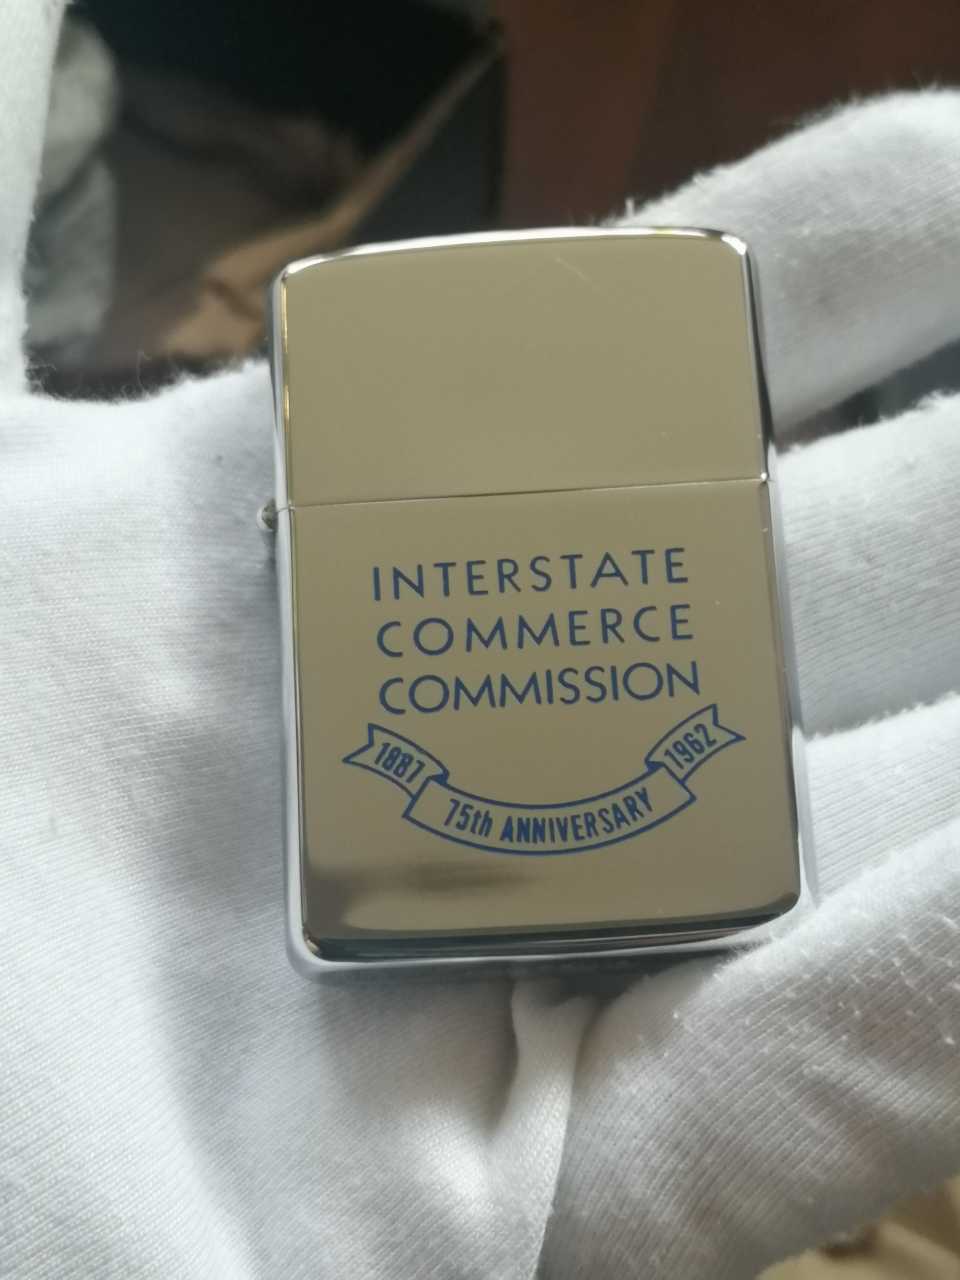 INTERSTATE
COMMERCE
COMMISSION
1887 1962
75th ANNIVERSARY